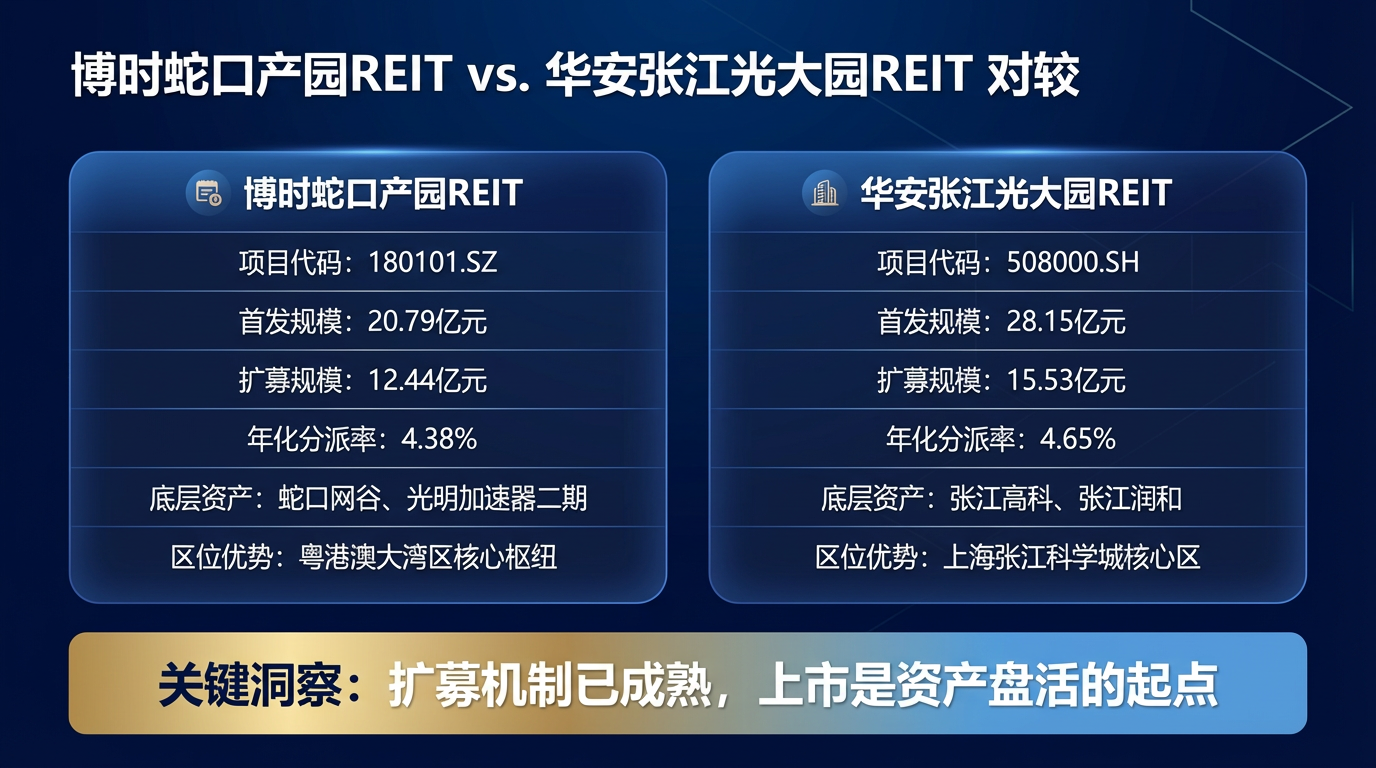 博时蛇口产园REIT vs. 华安张江光大园REIT 对较
博时蛇口产园REIT
项目代码：180101.SZ
首发规模：20.79亿元
扩募规模：12.44亿元
年化分派率：4.38%
底层资产：蛇口网谷、光明加速器二期
区位优势：粤港澳大湾区核心枢纽
华安张江光大园REIT
项目代码：508000.SH
首发规模：28.15亿元
扩募规模：15.53亿元
年化分派率：4.65%
底层资产：张江高科、张江润和
区位优势：上海张江科学城核心区
关键洞察：扩募机制已成熟，上市是资产盘活的起点